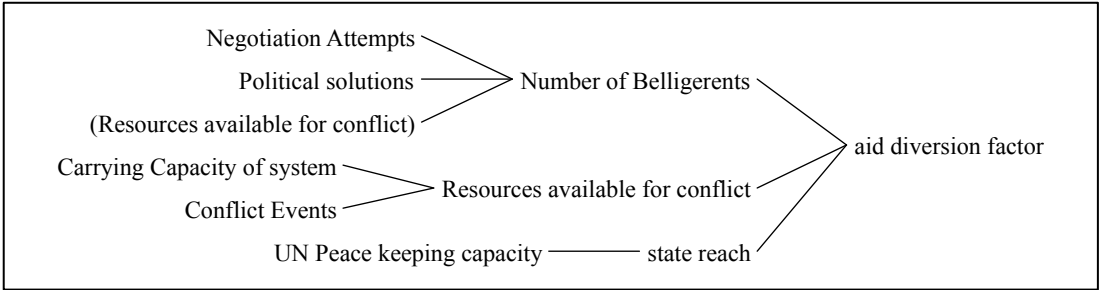 Negotiation Attempts
Political solutions
Number of Belligerents
(Resources available for conflict)
aid diversion factor
Carrying Capacity of system
Resources available for conflict
Conflict Events
UN Peace keeping capacity
state reach